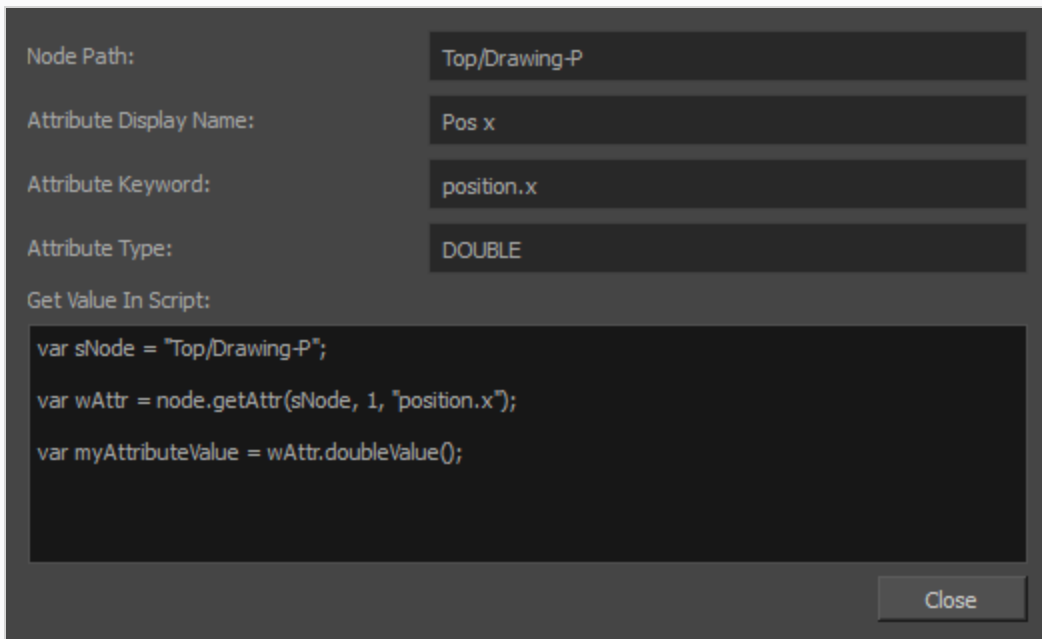 Node Path: Top/Drawing-P
Attribute Display Name: Pos x
Attribute Keyword: position.x
Attribute Type: DOUBLE
Get Value In Script:
var sNode = "Top/Drawing-P";
var wAttr = node.getAttr(sNode, 1, "position.x");
var myAttributeValue = wAttr.doubleValue();
Close